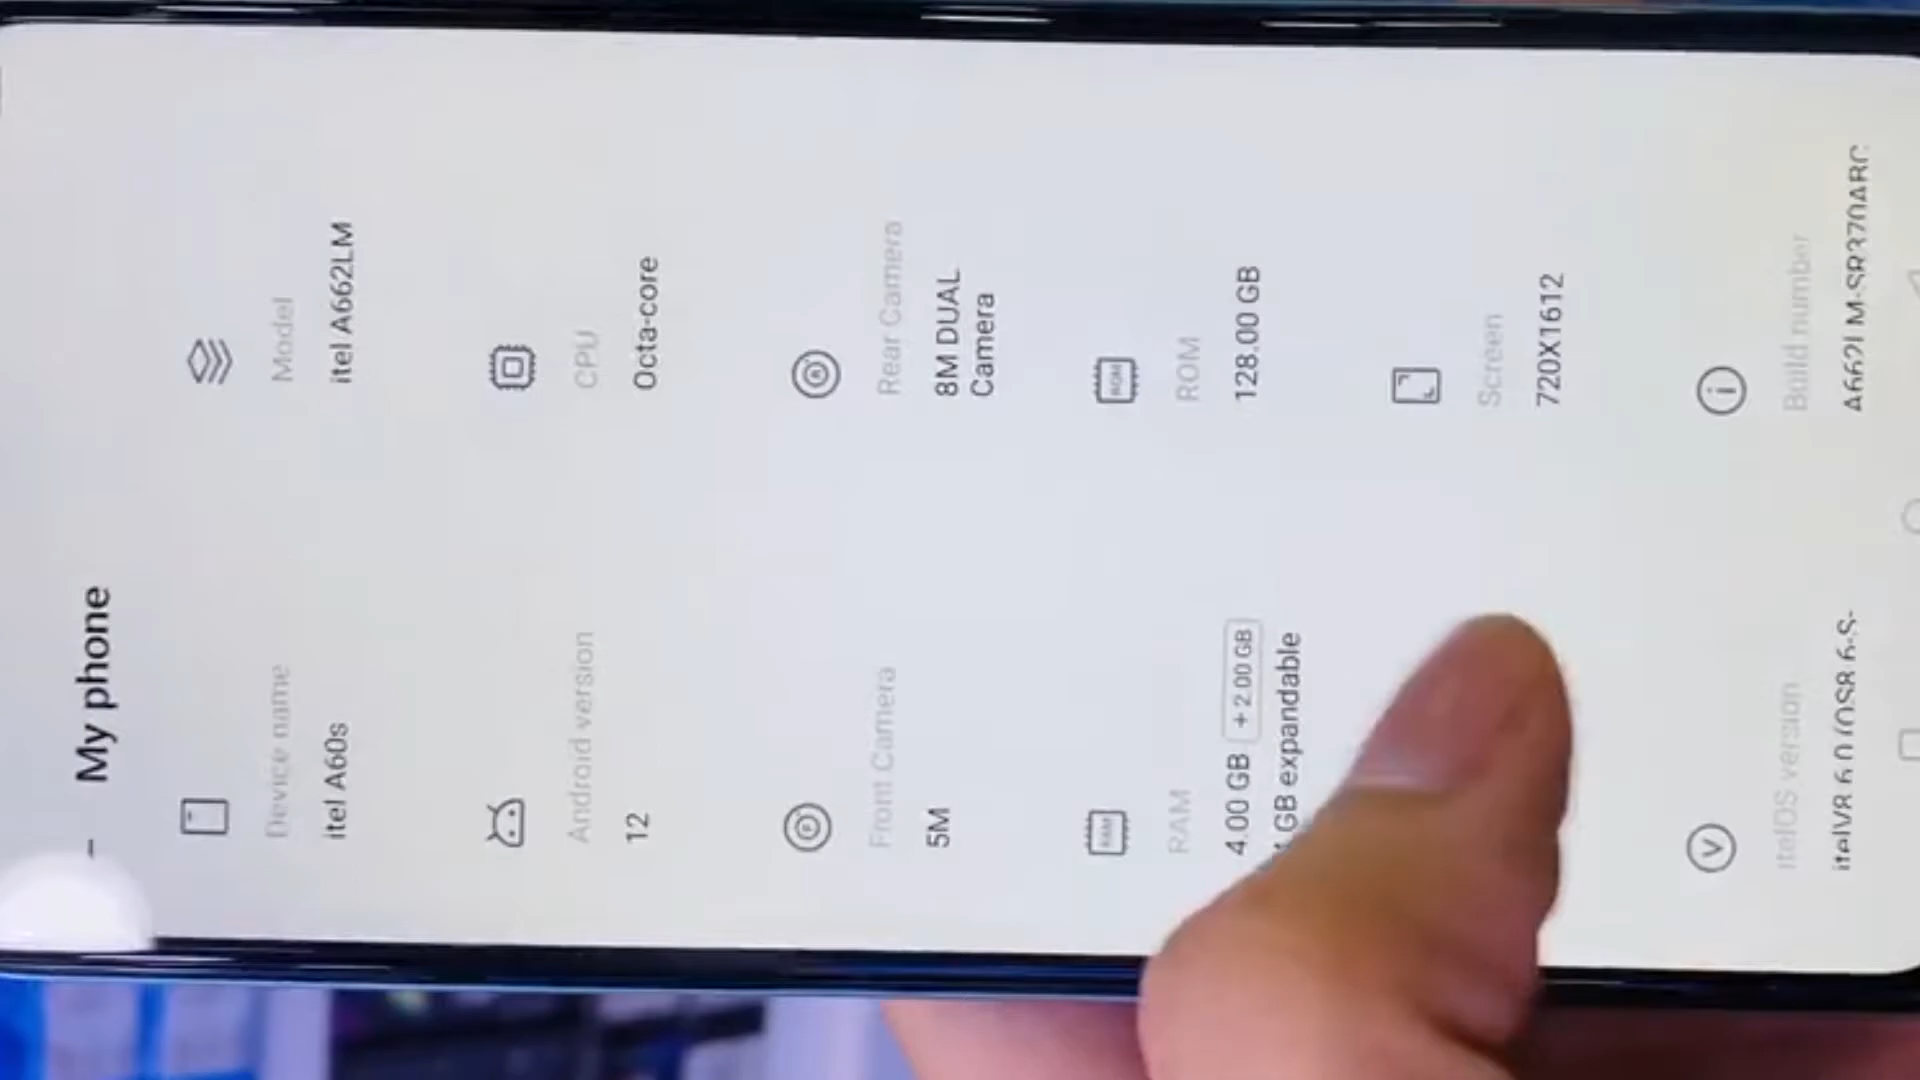 My phone
Device name
itel A60s
Model
itel A662LM
Android version
12
CPU
Octa-core
Front Camera
5M
Rear Camera
8M DUAL
Camera
RAM
4.00 GB +2.00 GB
GB expandable
ROM
128.00 GB
Screen
720X1612
itelOS version
Build number